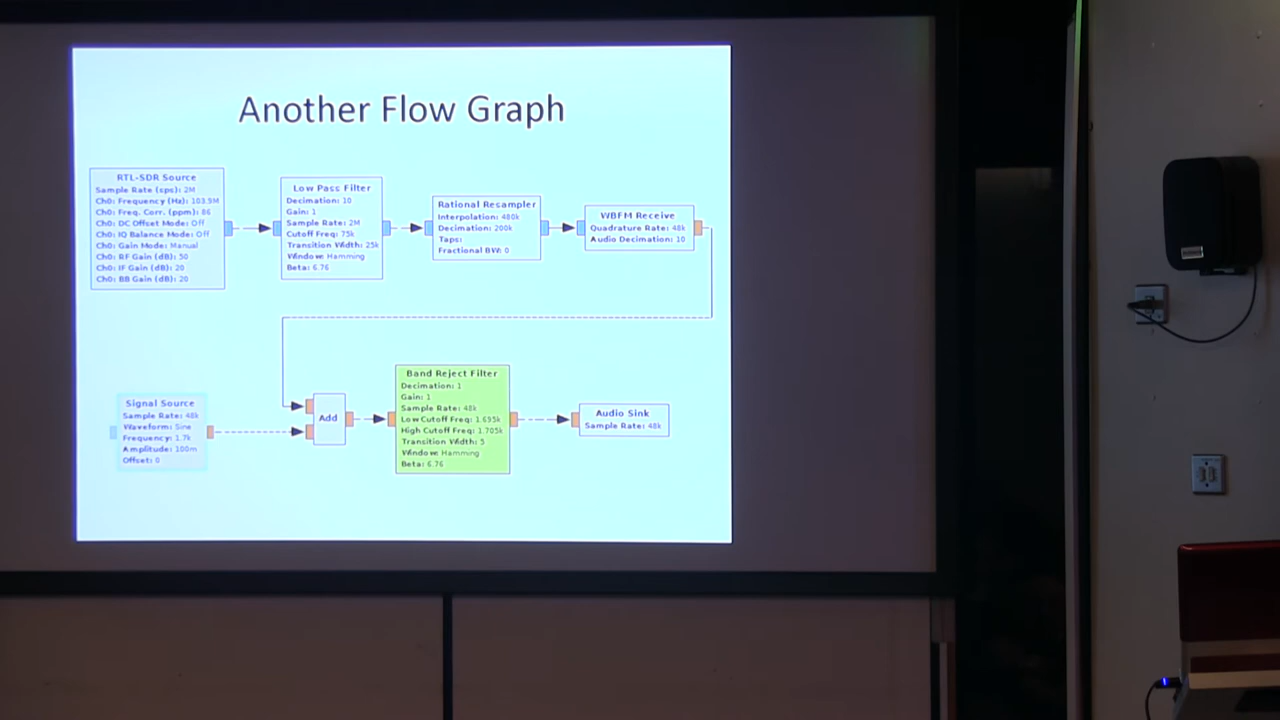 Another Flow Graph
RTL-SDR Source
Sample Rate (sps): 2M
Ch0: Frequency (Hz): 103.5M
Ch0: Freq. Corr. (ppm): 86
Ch0: DC Offset Mode: Off
Ch0: IQ Balance Mode: Off
Ch0: Gain Mode: Manual
Ch0: RF Gain (dB): 50
Ch0: IF Gain (dB): 20
Ch0: BB Gain (dB): 20
Low Pass Filter
Decimation: 10
Gain: 1
Sample Rate: 2M
Cutoff Freq: 75k
Transition Width: 25k
Window: Hamming
Beta: 6.76
Rational Resampler
Interpolation: 480k
Decimation: 200k
Taps:
Fractional BW: 0
WBFM Receive
Quadrature Rate: 48k
Audio Decimation: 10
Signal Source
Sample Rate: 48k
Waveform: Sine
Frequency: 1.7k
Amplitude: 100m
Offset: 0
Add
Band Reject Filter
Decimation: 1
Gain: 1
Sample Rate: 48k
Low Cutoff Freq: 1.695k
High Cutoff Freq: 1.705k
Transition Width: 5
Window: Hamming
Beta: 6.76
Audio Sink
Sample Rate: 48k